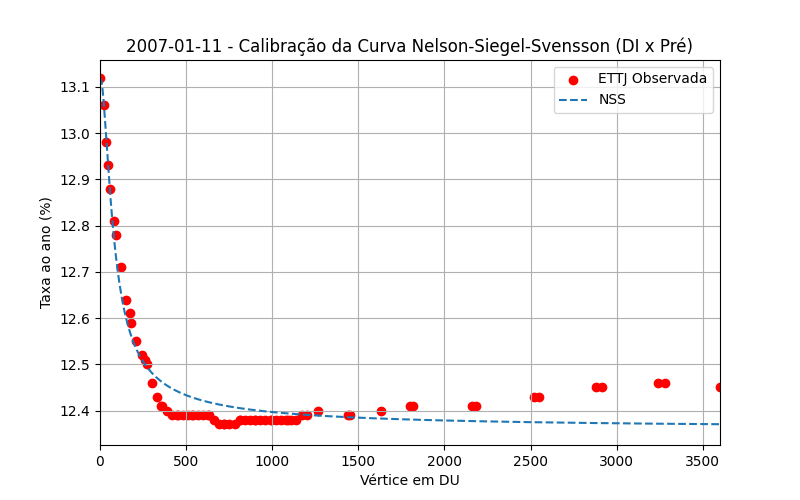 2007-01-11 - Calibração da Curva Nelson-Siegel-Svensson (DI x Pré)
ETTJ Observada
NSS
Taxa ao ano (%)
13.1
13.0
12.9
12.8
12.7
12.6
12.5
12.4
0 500 1000 1500 2000 2500 3000 3500
Vértice em DU